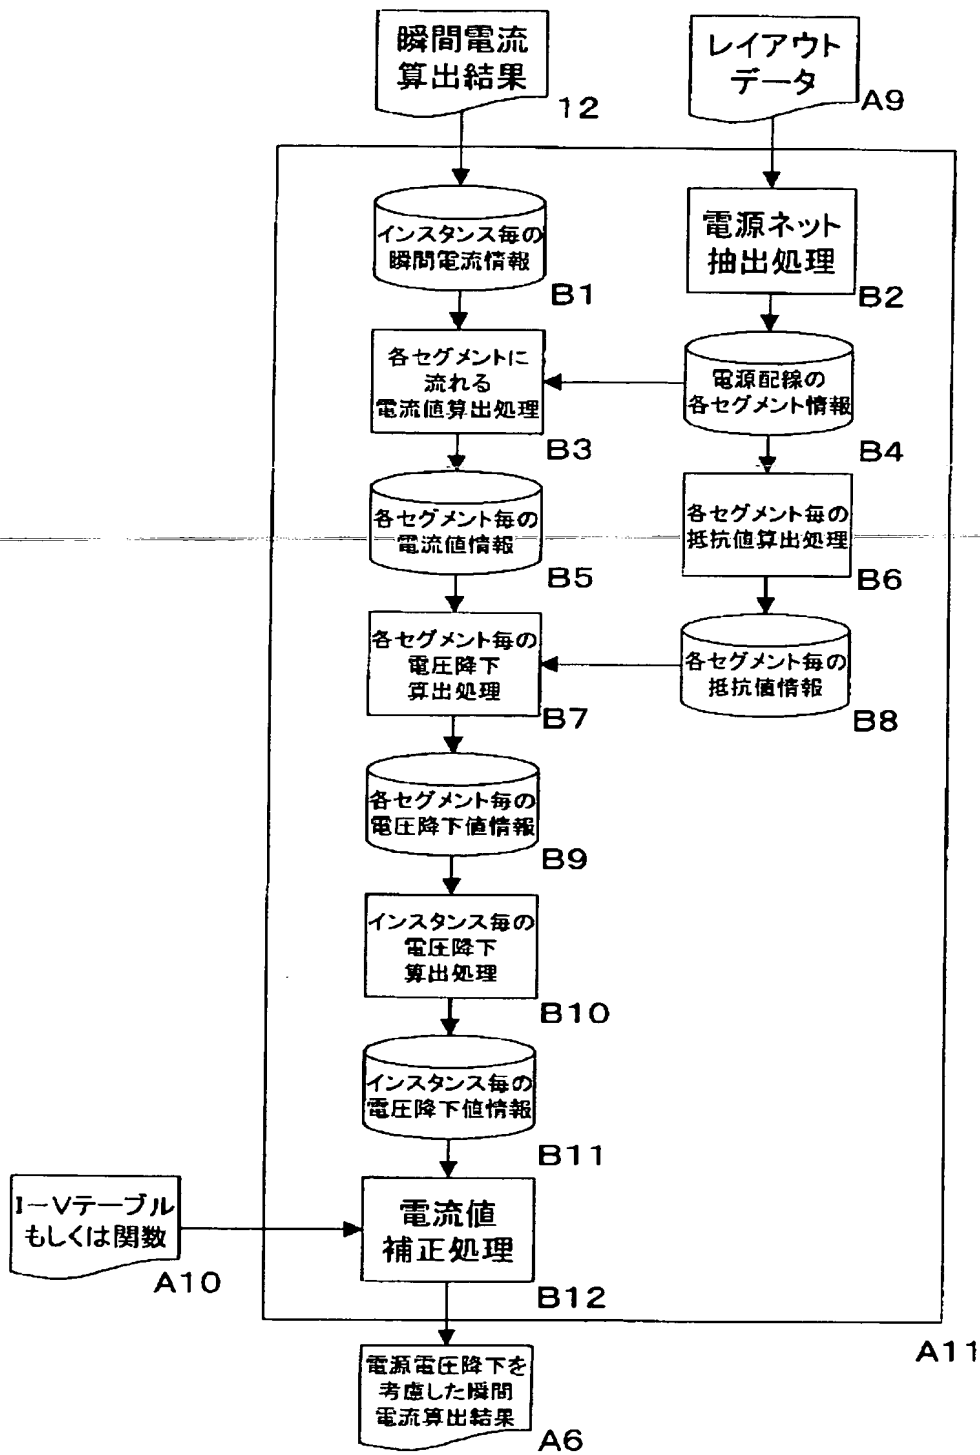 瞬間電流
算出結果
12
レイアウト
データ
A9
インスタンス毎の
瞬間電流情報
B1
電源ネット
抽出処理
B2
各セグメントに
流れる
電流値算出処理
B3
電源配線の
各セグメント情報
B4
各セグメント毎の
電流値情報
B5
各セグメント毎の
抵抗値算出処理
B6
各セグメント毎の
電圧降下
算出処理
B7
各セグメント毎の
抵抗値情報
B8
各セグメント毎の
電圧降下値情報
B9
インスタンス毎の
電圧降下
算出処理
B10
インスタンス毎の
電圧降下値情報
B11
I－Vテーブル
もしくは関数
A10
電流値
補正処理
B12
A11
電源電圧降下を
考慮した瞬間
電流算出結果
A6